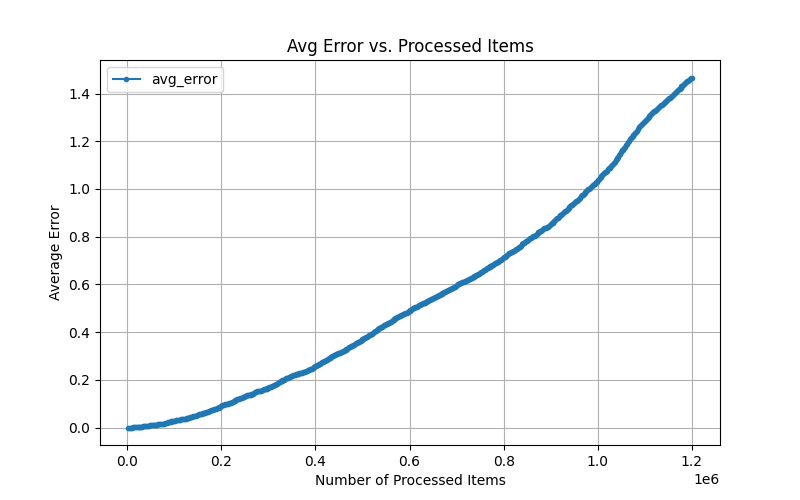 Avg Error vs. Processed Items
avg_error
Average Error
1.4
1.2
1.0
0.8
0.6
0.4
0.2
0.0
0.0 0.2 0.4 0.6 0.8 1.0 1.2
1e6
Number of Processed Items